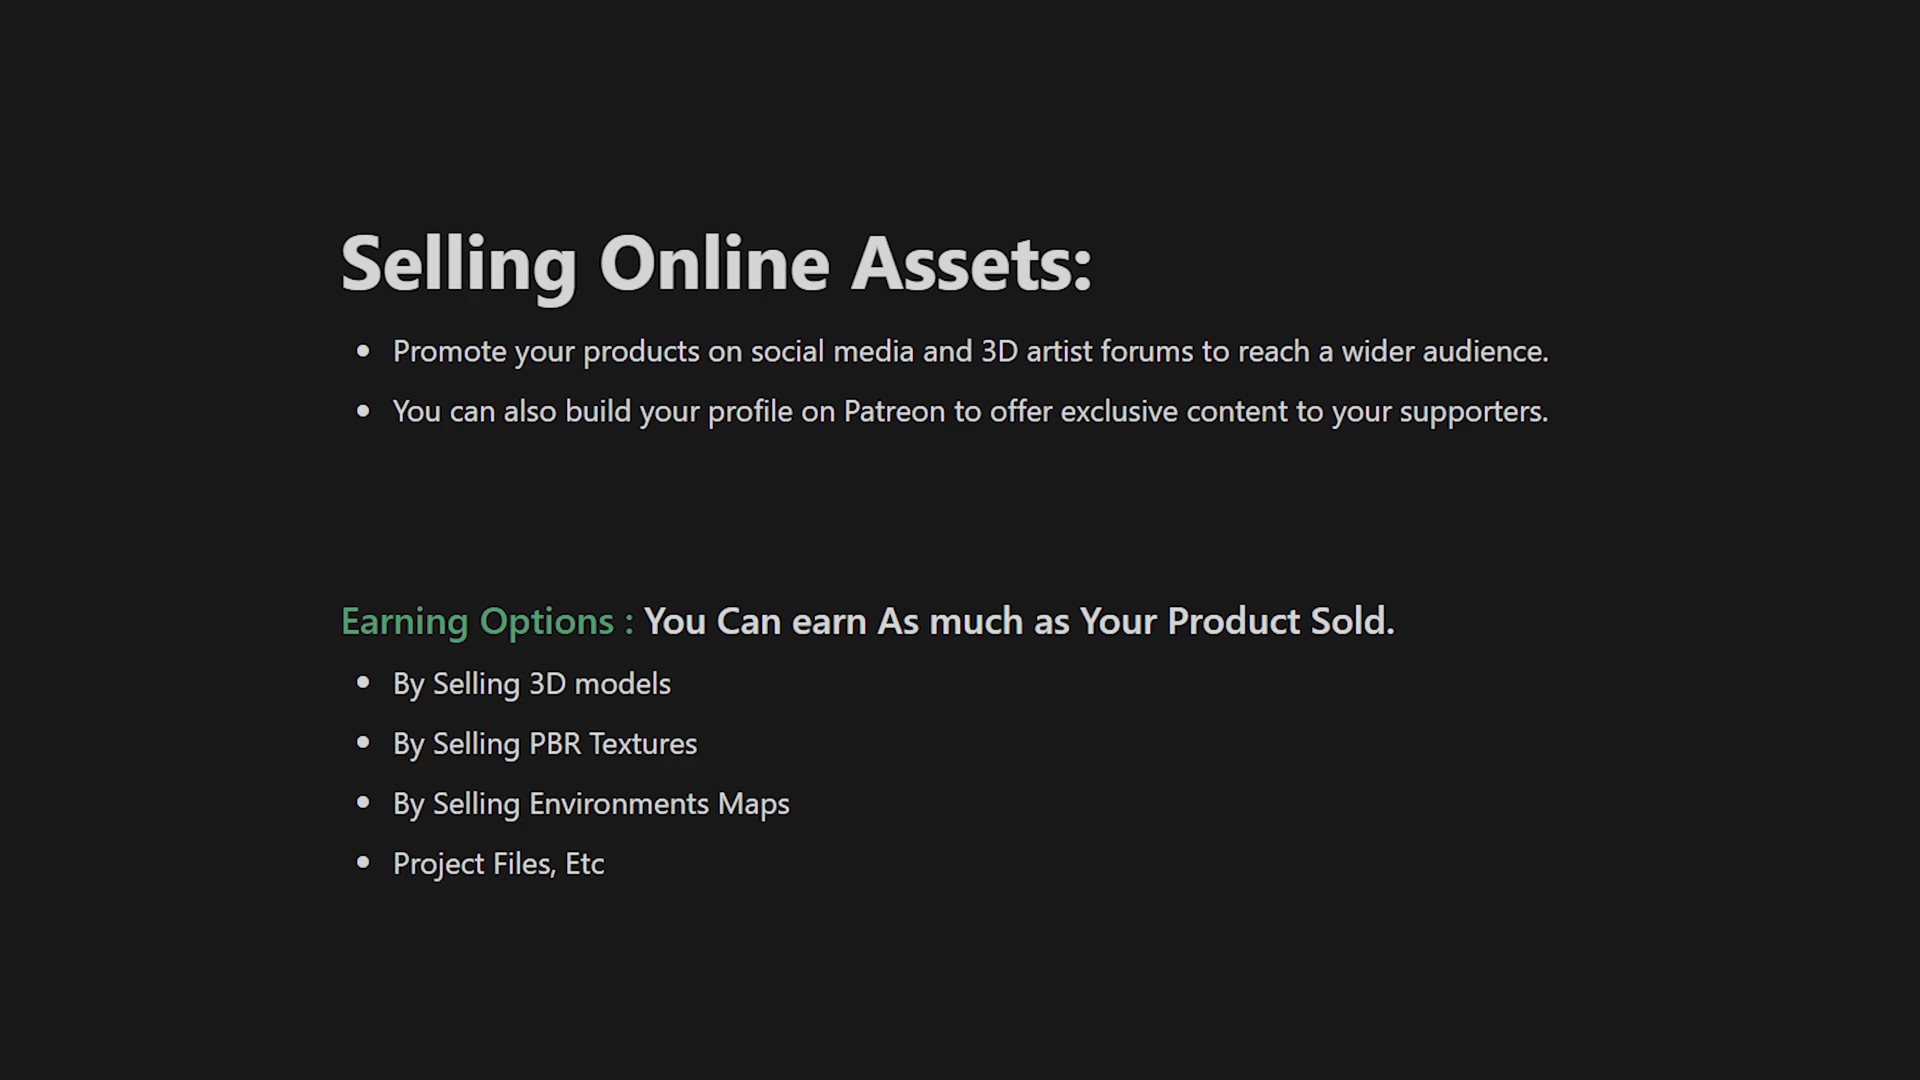 Selling Online Assets:
• Promote your products on social media and 3D artist forums to reach a wider audience.
• You can also build your profile on Patreon to offer exclusive content to your supporters.
Earning Options : You Can earn As much as Your Product Sold.
• By Selling 3D models
• By Selling PBR Textures
• By Selling Environments Maps
• Project Files, Etc